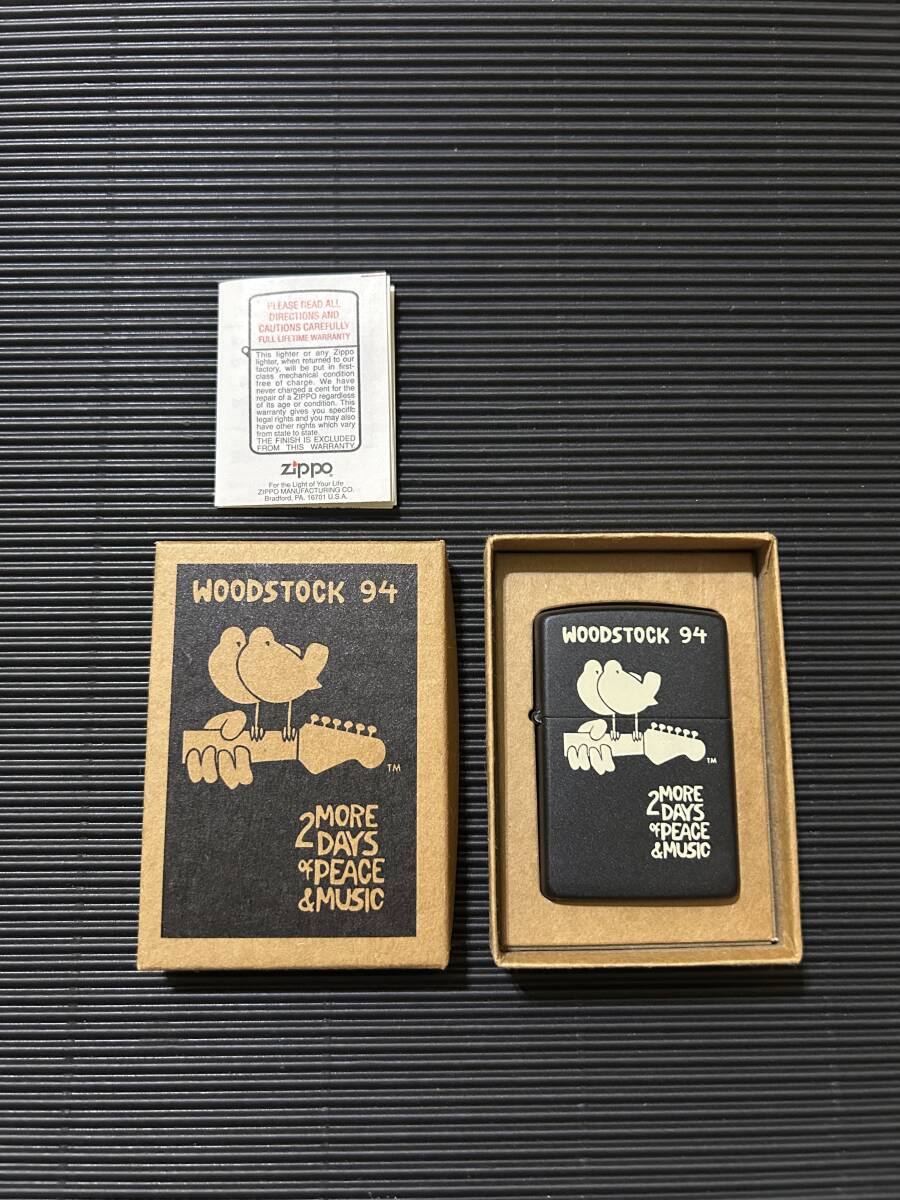 PLEASE READ ALL
DIRECTIONS AND
CAUTIONS CAREFULLY
FULL LIFETIME WARRANTY
This lighter or any Zippo
lighter, when returned to our
factory, will be put in first-
class mechanical condition
free of charge. We have
never charged a cent for the
repair of a ZIPPO regardless
of its age or condition. This
warranty gives you specific
legal rights and you may also
have other rights which vary
from state to state.
THE FINISH IS EXCLUDED
FROM THIS WARRANTY
zippo
For the Light of Your Life
ZIPPO MANUFACTURING CO.
Bradford, PA. 16701 U.S.A.
WOODSTOCK 94
TM
2 MORE
DAYS
of PEACE
& MUSIC
WOODSTOCK 94
TM
2 MORE
DAYS
of PEACE
& MUSIC